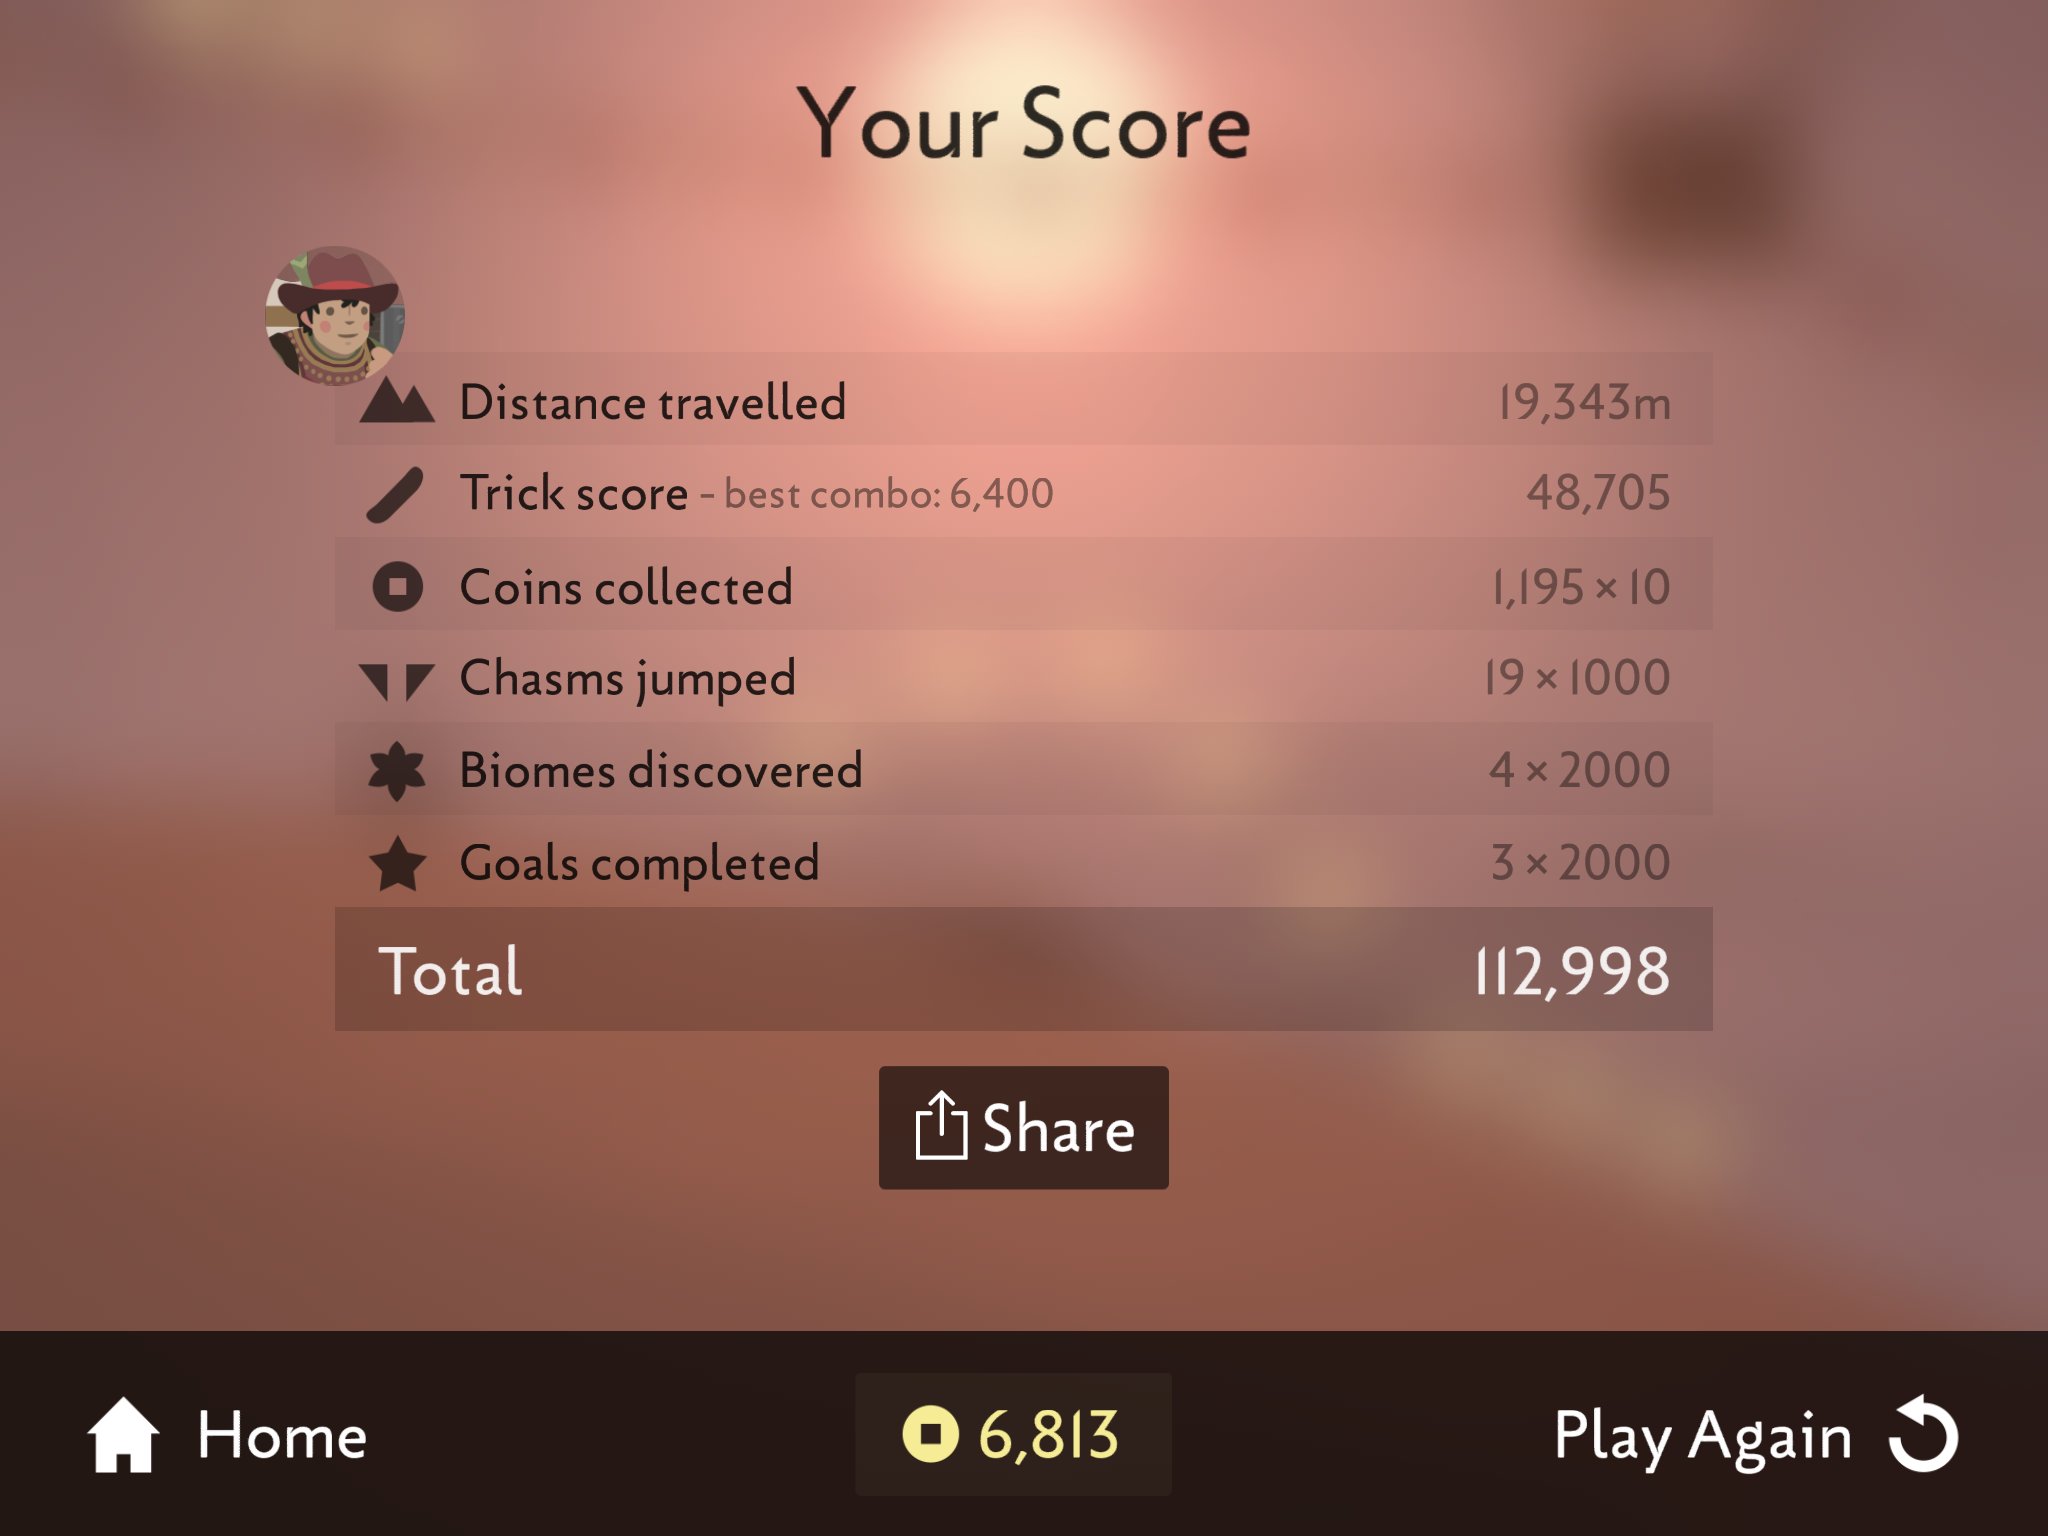 Your Score
Distance travelled 19,343m
Trick score - best combo: 6,400 48,705
Coins collected 1,195 × 10
Chasms jumped 19 × 1000
Biomes discovered 4 × 2000
Goals completed 3 × 2000
Total 112,998
Share
Home 6,813 Play Again